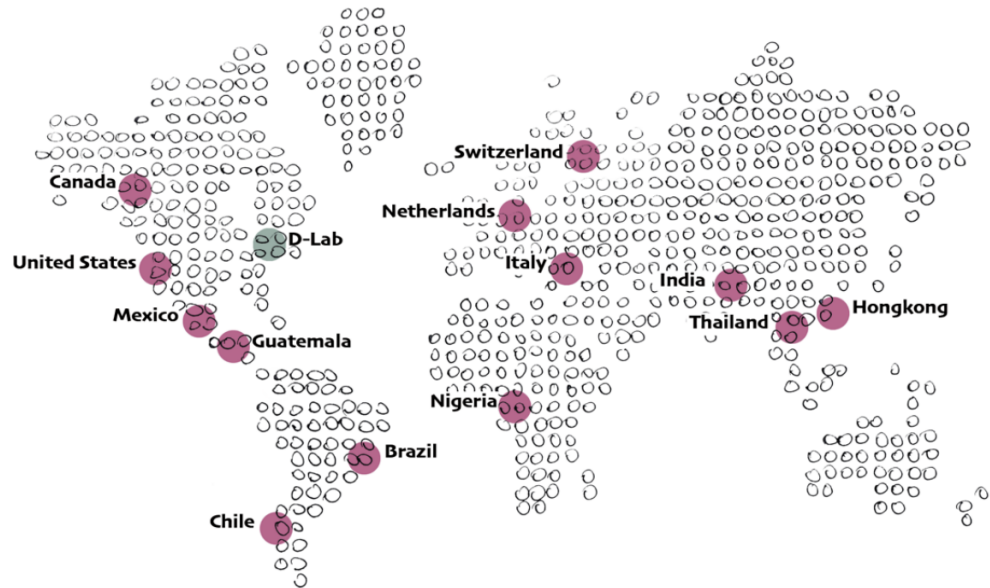 Switzerland
Canada
Netherlands
D-Lab
United States
Italy
India
Hongkong
Mexico
Thailand
Guatemala
Nigeria
Brazil
Chile